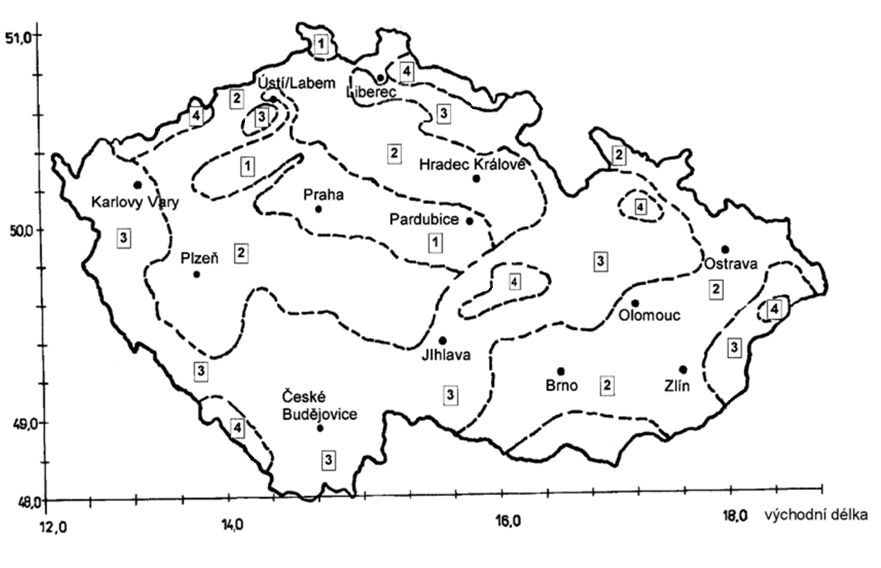 51,0
1
4
Ústí/Labem
2
Liberec
4
3
3
2
2
1
Hradec Králové
Karlovy Vary
Praha
4
Pardubice
50,0
3
2
1
Plzeň
3
Ostrava
4
2
Olomouc
4
JIhlava
3
3
Brno
2
Zlín
České
Budějovice
3
49,0
4
3
48,0
12,0
14,0
16,0
18,0
východní délka